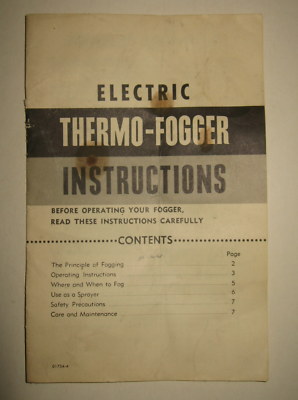 ELECTRIC
THERMO-FOGGER
INSTRUCTIONS
BEFORE OPERATING YOUR FOGGER,
READ THESE INSTRUCTIONS CAREFULLY
CONTENTS
Page
The Principle of Fogging 2
Operating Instructions 3
Where and When to Fog 5
Use as a Sprayer 6
Safety Precautions 7
Care and Maintenance 7